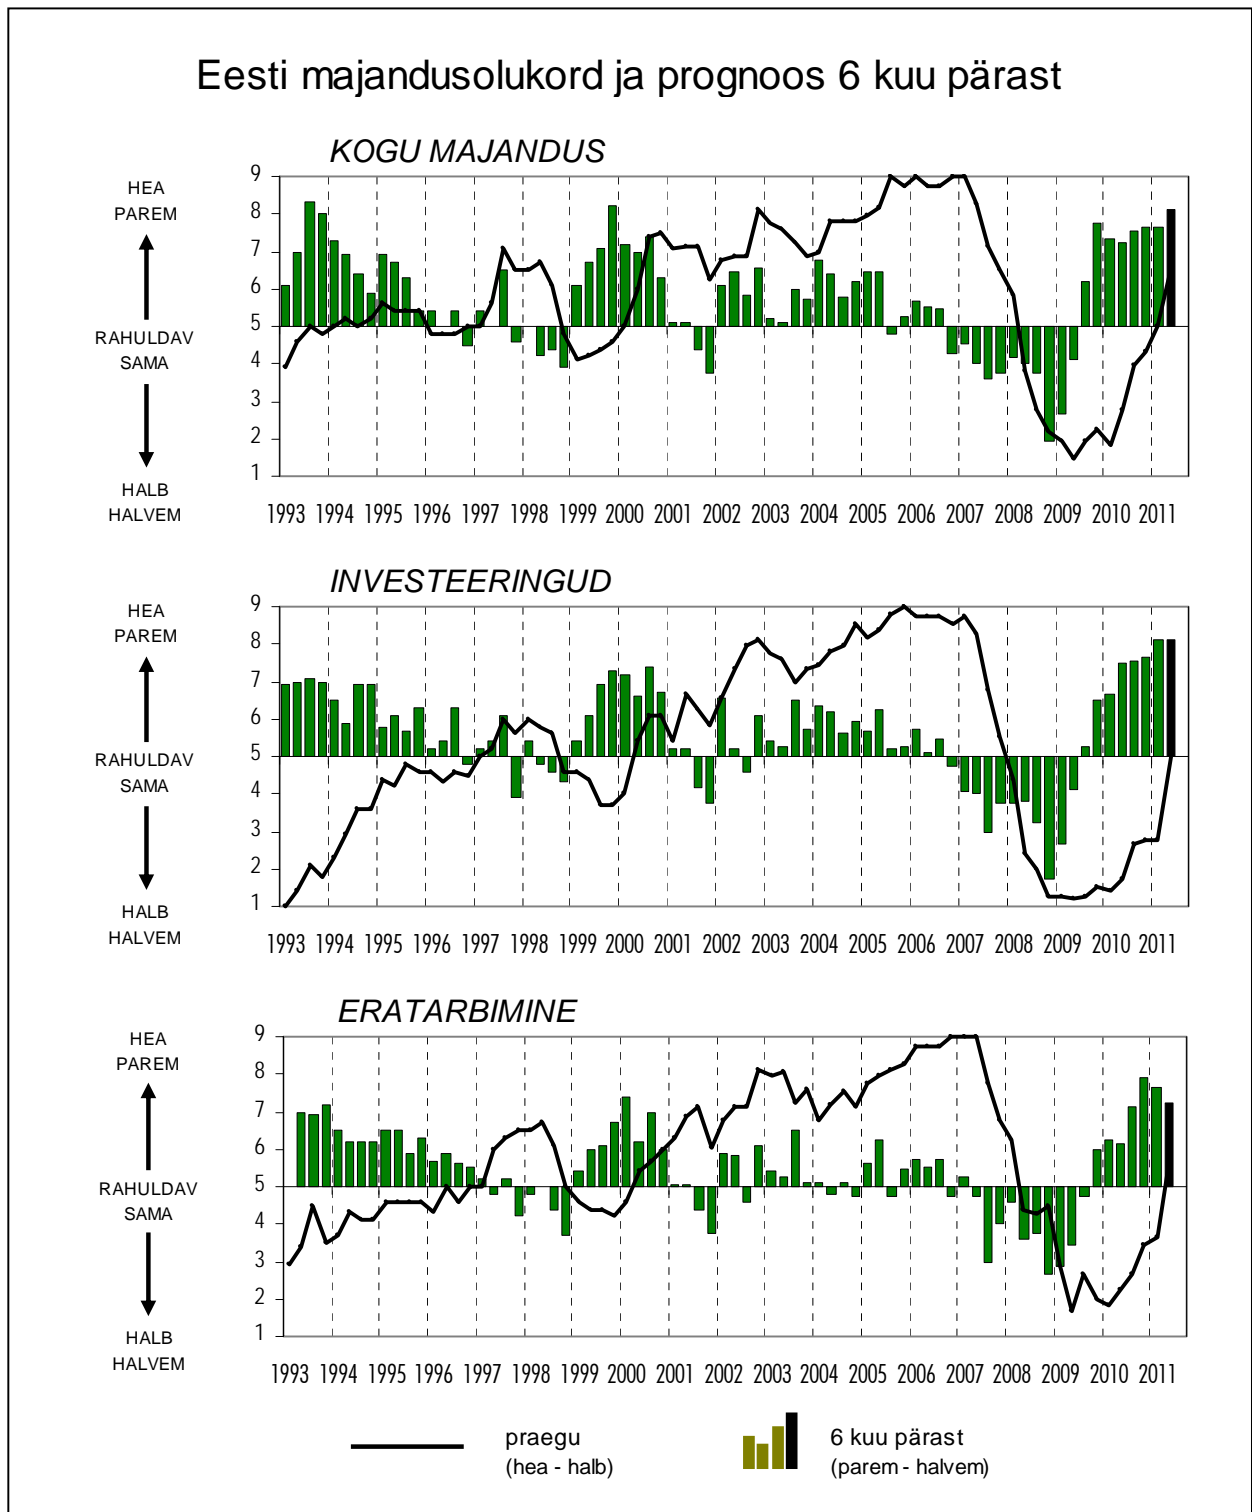 Eesti majandusolukord ja prognoos 6 kuu pärast
KOGU MAJANDUS
HEA
PAREM
RAHULDAV
SAMA
HALB
HALVEM
9
8
7
6
5
4
3
2
1
1993 1994 1995 1996 1997 1998 1999 2000 2001 2002 2003 2004 2005 2006 2007 2008 2009 2010 2011
INVESTEERINGUD
HEA
PAREM
RAHULDAV
SAMA
HALB
HALVEM
9
8
7
6
5
4
3
2
1
1993 1994 1995 1996 1997 1998 1999 2000 2001 2002 2003 2004 2005 2006 2007 2008 2009 2010 2011
ERATARBIMINE
HEA
PAREM
RAHULDAV
SAMA
HALB
HALVEM
9
8
7
6
5
4
3
2
1
1993 1994 1995 1996 1997 1998 1999 2000 2001 2002 2003 2004 2005 2006 2007 2008 2009 2010 2011
praegu
(hea - halb)
6 kuu pärast
(parem - halvem)